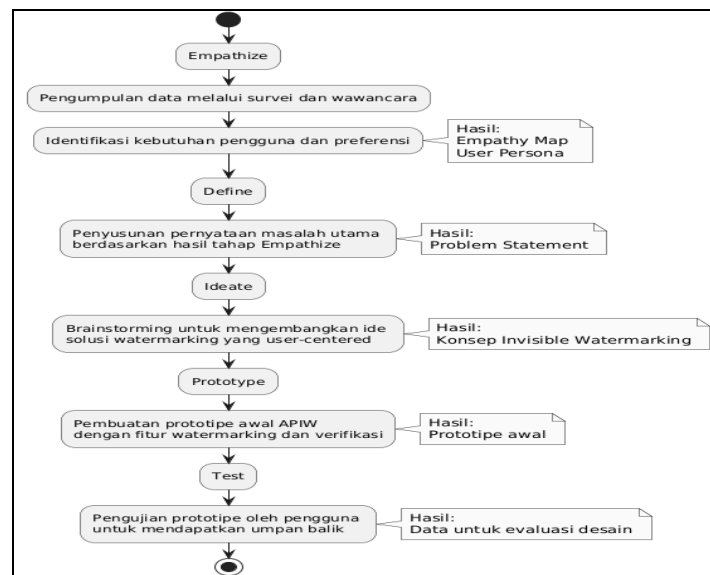 Empathize
Pengumpulan data melalui survei dan wawancara
Identifikasi kebutuhan pengguna dan preferensi
Hasil:
Empathy Map
User Persona
Define
Penyusunan pernyataan masalah utama
berdasarkan hasil tahap Empathize
Hasil:
Problem Statement
Ideate
Brainstorming untuk mengembangkan ide
solusi watermarking yang user-centered
Hasil:
Konsep Invisible Watermarking
Prototype
Pembuatan prototipe awal APIW
dengan fitur watermarking dan verifikasi
Hasil:
Prototipe awal
Test
Pengujian prototipe oleh pengguna
untuk mendapatkan umpan balik
Hasil:
Data untuk evaluasi desain